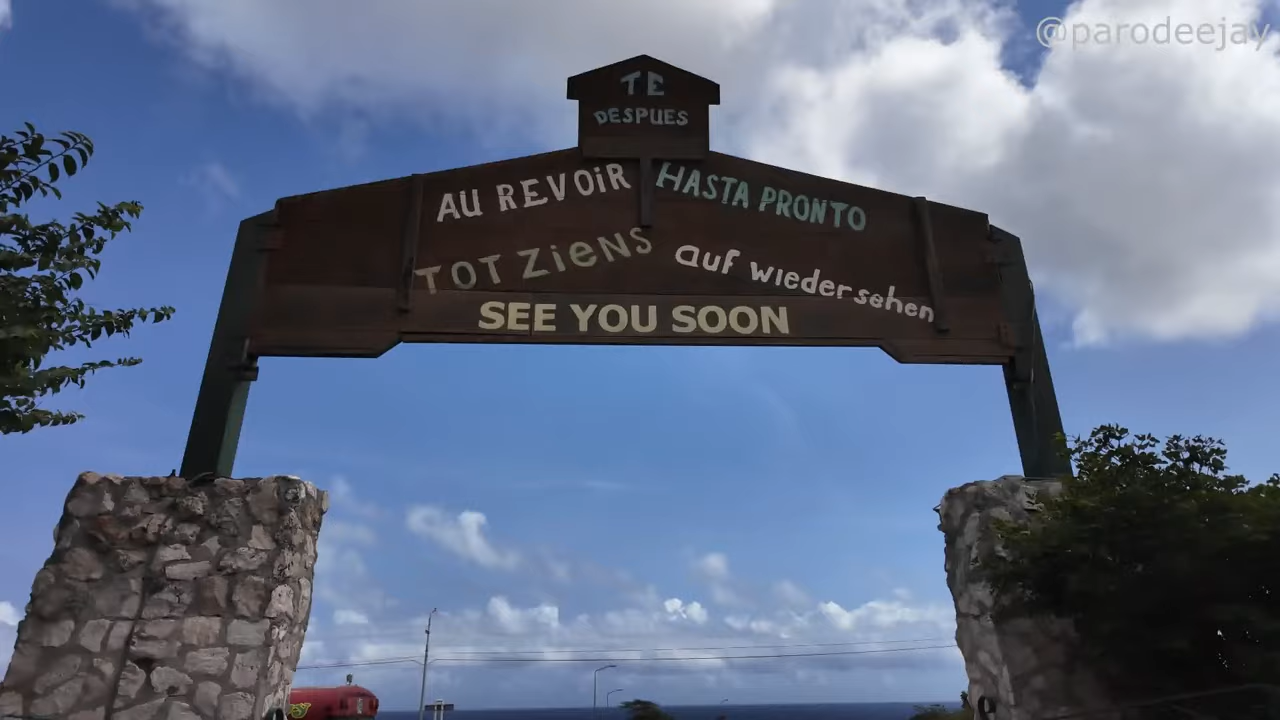 @parodeejay
TE
DESPUES
AU REVOiR HASTA PRONTO
TOT ZieNS auf wiedersehen
SEE YOU SOON